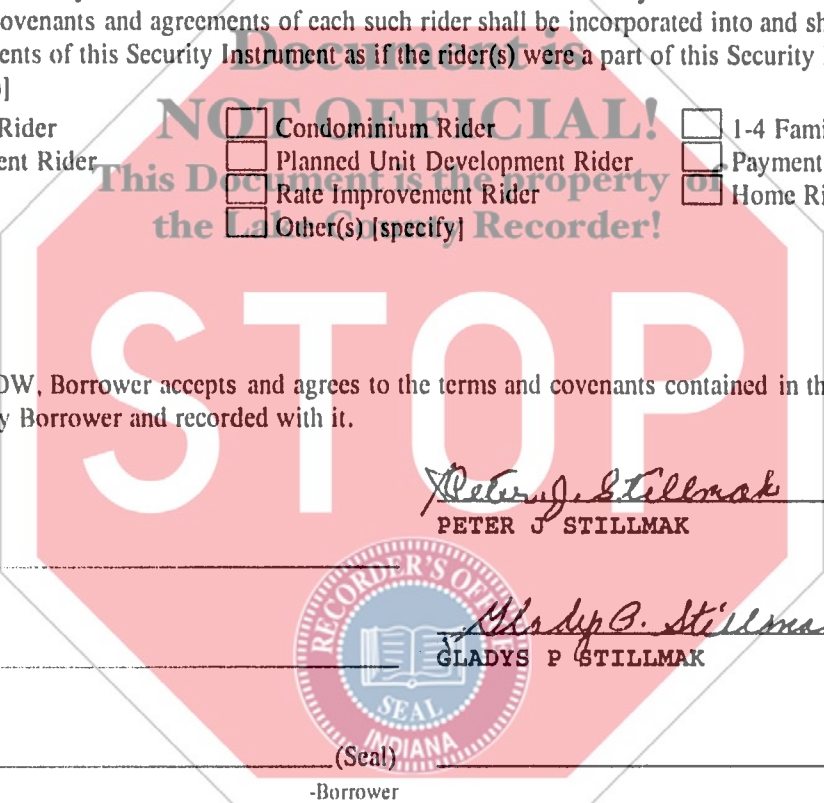 ovenants and agreements of each such rider shall be incorporated into and sh
ents of this Security Instrument as if the rider(s) were a part of this Security
]
Document is
NOT OFFICIAL!
This Document is the property of
the Lake County Recorder!
Rider Condominium Rider 1-4 Fami
ent Rider Planned Unit Development Rider Payment
Rate Improvement Rider Home Ri
Other(s) [specify]
STOP
OW, Borrower accepts and agrees to the terms and covenants contained in th
y Borrower and recorded with it.
Peter J. Stillmak
PETER J STILLMAK
Gladys P. Stillma
GLADYS P STILLMAK
RECORDER'S OFFICE
SEAL
INDIANA
(Seal)
-Borrower